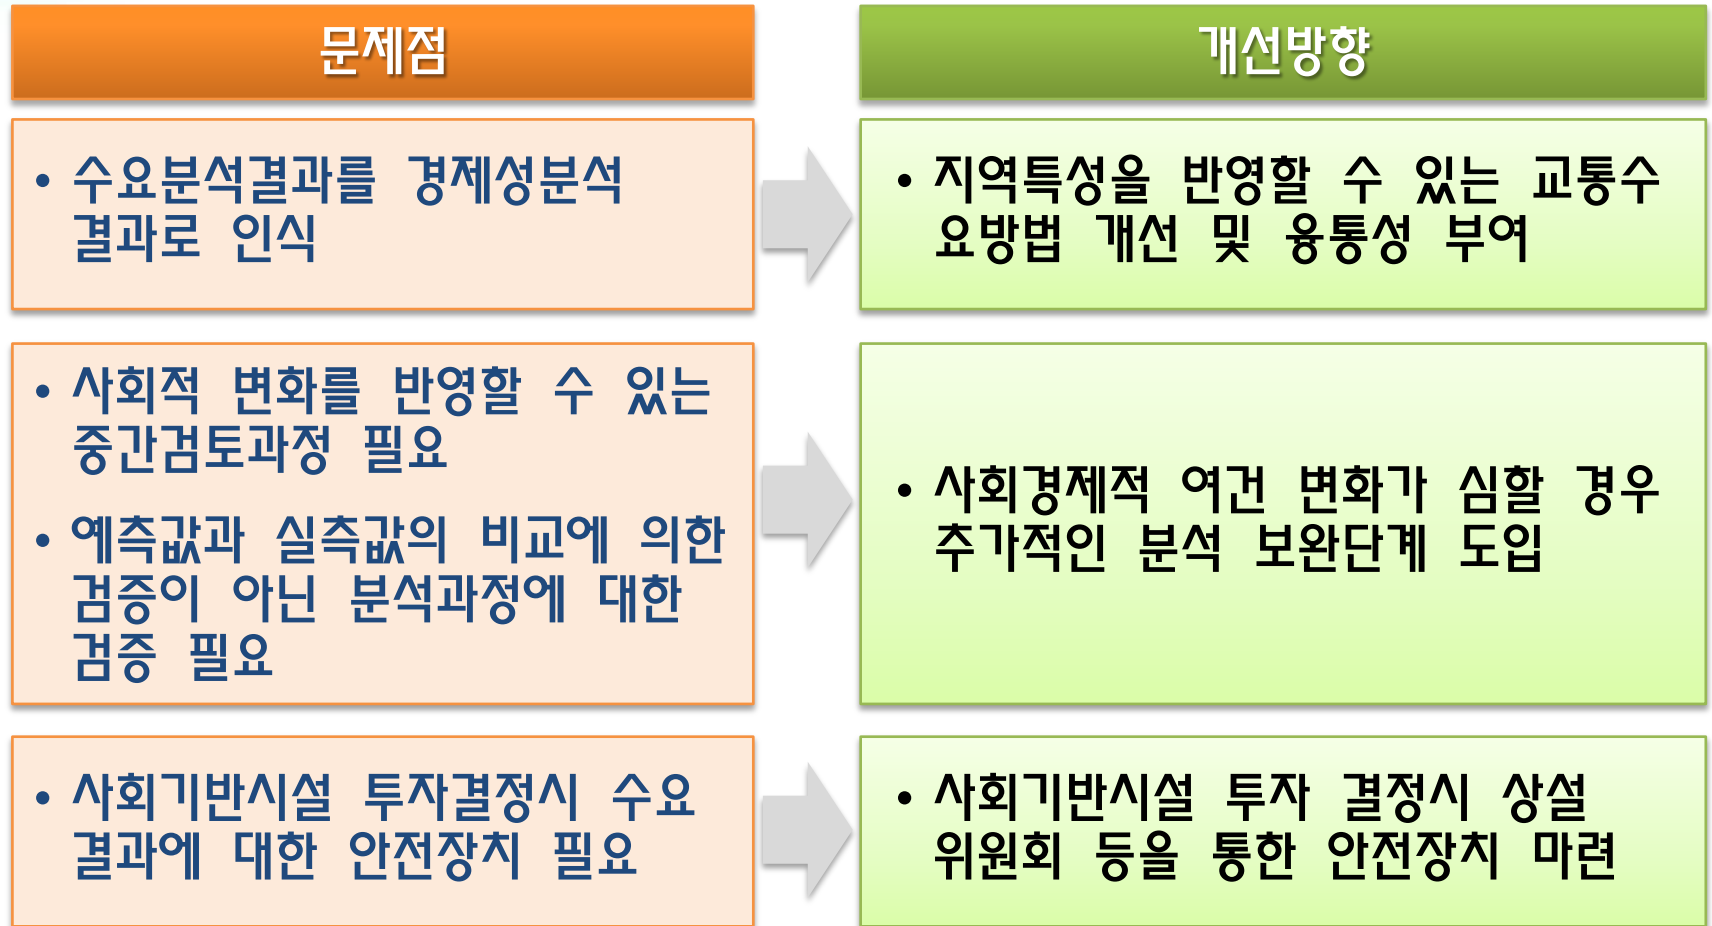 문제점
개선방향
• 수요분석결과를 경제성분석
결과로 인식
• 지역특성을 반영할 수 있는 교통수
요방법 개선 및 융통성 부여
• 사회적 변화를 반영할 수 있는
중간검토과정 필요
• 예측값과 실측값의 비교에 의한
검증이 아닌 분석과정에 대한
검증 필요
• 사회경제적 여건 변화가 심할 경우
추가적인 분석 보완단계 도입
• 사회기반시설 투자결정시 수요
결과에 대한 안전장치 필요
• 사회기반시설 투자 결정시 상설
위원회 등을 통한 안전장치 마련